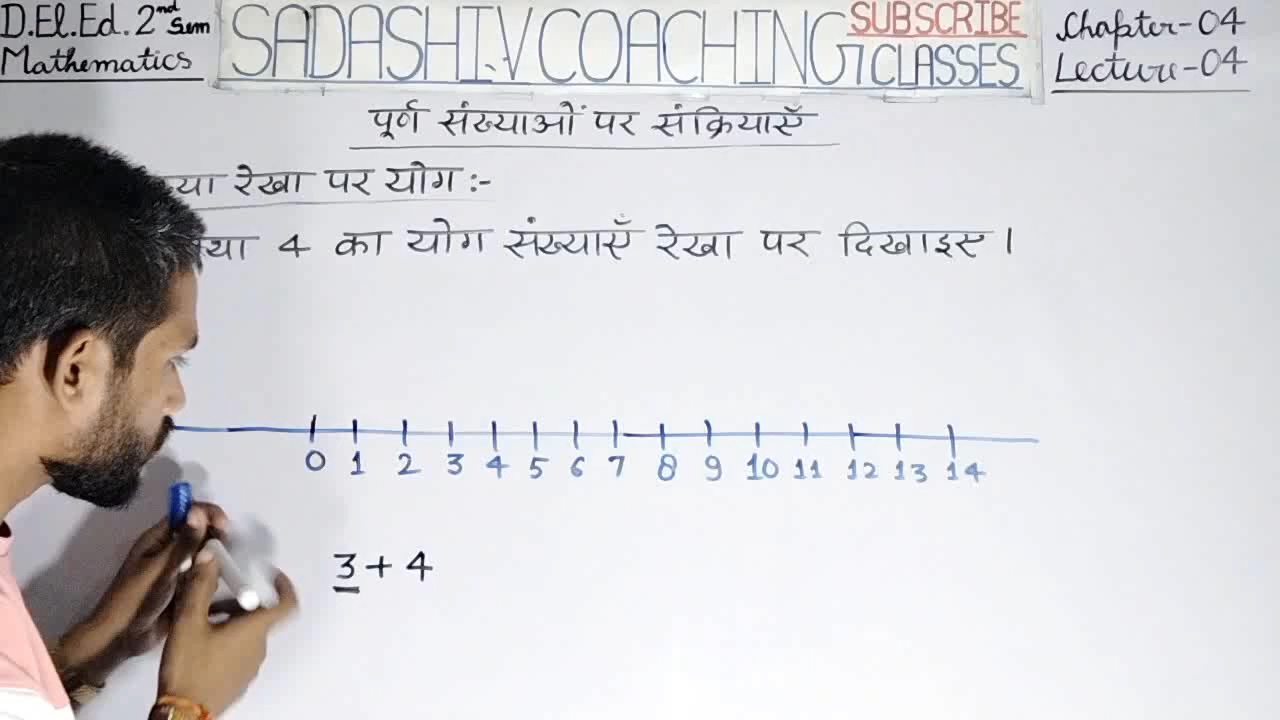 D.El.Ed. 2nd Sem
Mathematics
SADASHIV COACHING CLASSES
SUBSCRIBE
Chapter-04
Lecture-04
पूर्ण संख्याओं पर संक्रियाएँ
रेखा पर योग :-
4 का योग संख्याएँ रेखा पर दिखाइए ।
0 1 2 3 4 5 6 7 8 9 10 11 12 13 14
3 + 4